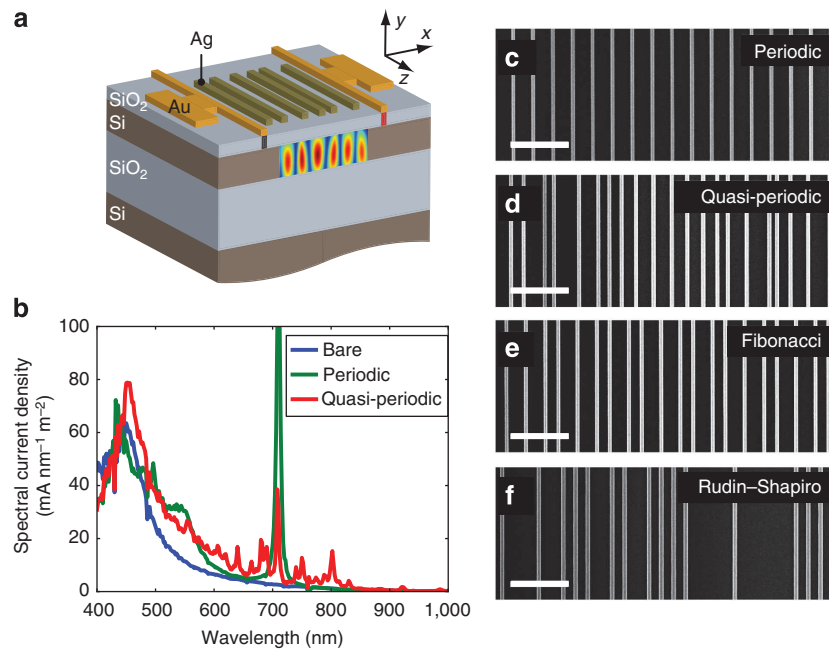 a
Ag
y
x
z
SiO2
Au
Si
SiO2
Si
b
Spectral current density
(mA nm−1 m−2)
100
80
60
40
20
0
400
500
600
700
800
900
1,000
Wavelength (nm)
Bare
Periodic
Quasi-periodic
c
Periodic
d
Quasi-periodic
e
Fibonacci
f
Rudin–Shapiro